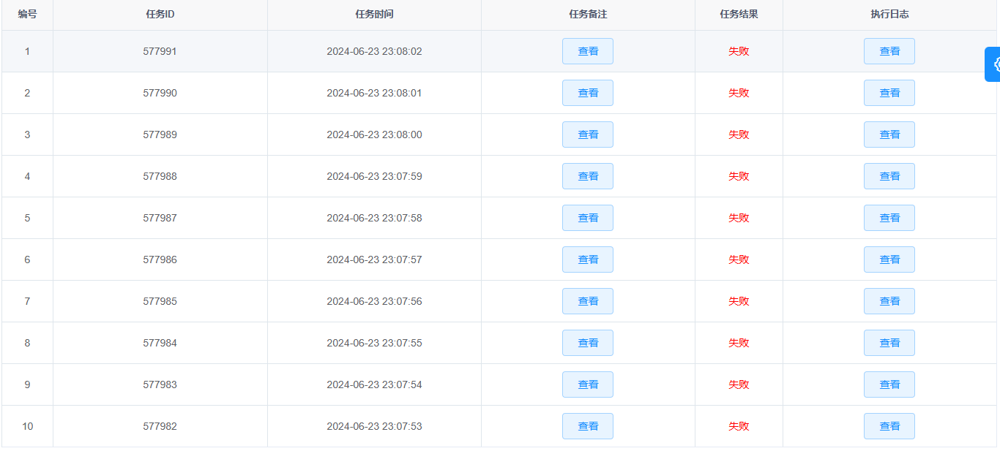 编号 任务ID 任务时间 任务备注 任务结果 执行日志
1 577991 2024-06-23 23:08:02 查看 失败 查看
2 577990 2024-06-23 23:08:01 查看 失败 查看
3 577989 2024-06-23 23:08:00 查看 失败 查看
4 577988 2024-06-23 23:07:59 查看 失败 查看
5 577987 2024-06-23 23:07:58 查看 失败 查看
6 577986 2024-06-23 23:07:57 查看 失败 查看
7 577985 2024-06-23 23:07:56 查看 失败 查看
8 577984 2024-06-23 23:07:55 查看 失败 查看
9 577983 2024-06-23 23:07:54 查看 失败 查看
10 577982 2024-06-23 23:07:53 查看 失败 查看